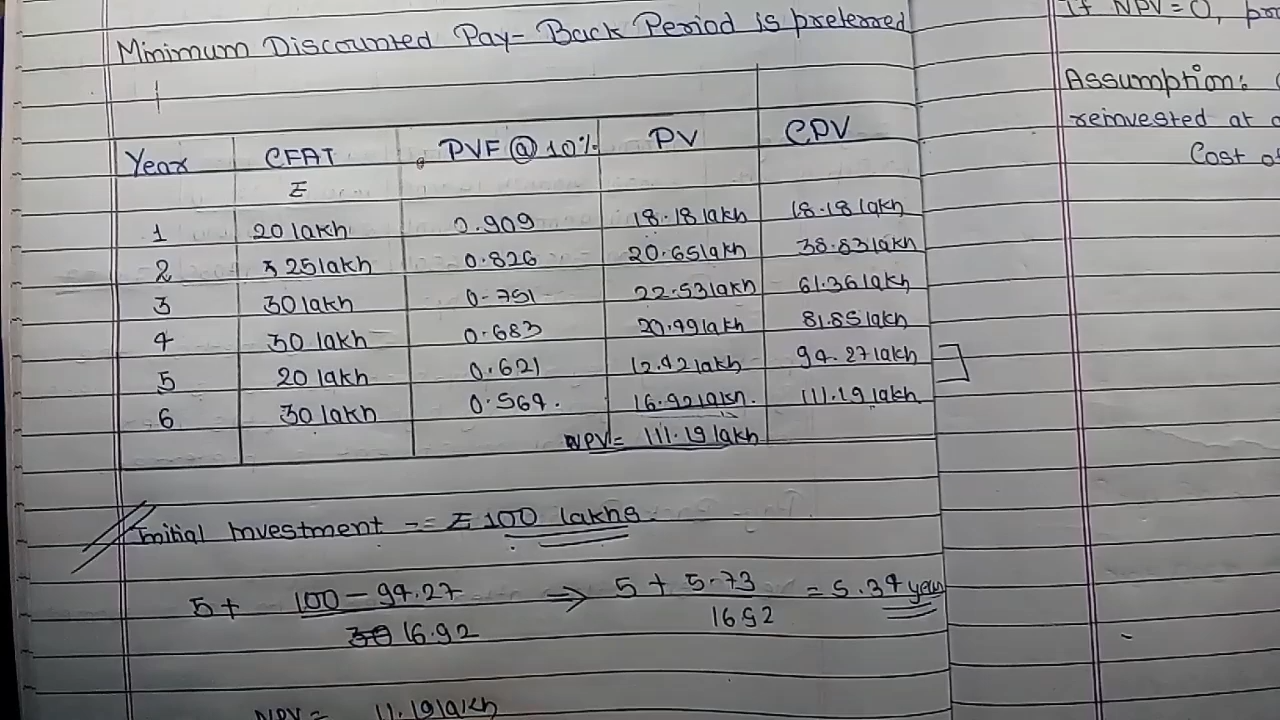 Minimum Discounted Pay-Back Period is preferred
If NPV=0,
Assumption:
reinvested at
Cost
Year CFAT PVF @ 10% PV CPV
₹
1 20 lakh 0.909 18.18 lakh 18.18 lakh
2 ₹ 25 lakh 0.826 20.65 lakh 38.83 lakh
3 30 lakh 0.751 22.53 lakh 61.36 lakh
4 30 lakh 0.683 20.49 lakh 81.85 lakh
5 20 lakh 0.621 12.42 lakh 94.27 lakh
6 30 lakh 0.564. 16.92 lakh. 111.19 lakh
NPV = 111.19 lakh
Initial Investment = ₹ 100 lakhs.
5 + 100 - 94.27 ⇒ 5 + 5.73 = 5.34 years
16.92 1692
NPV = 11.19 lakh